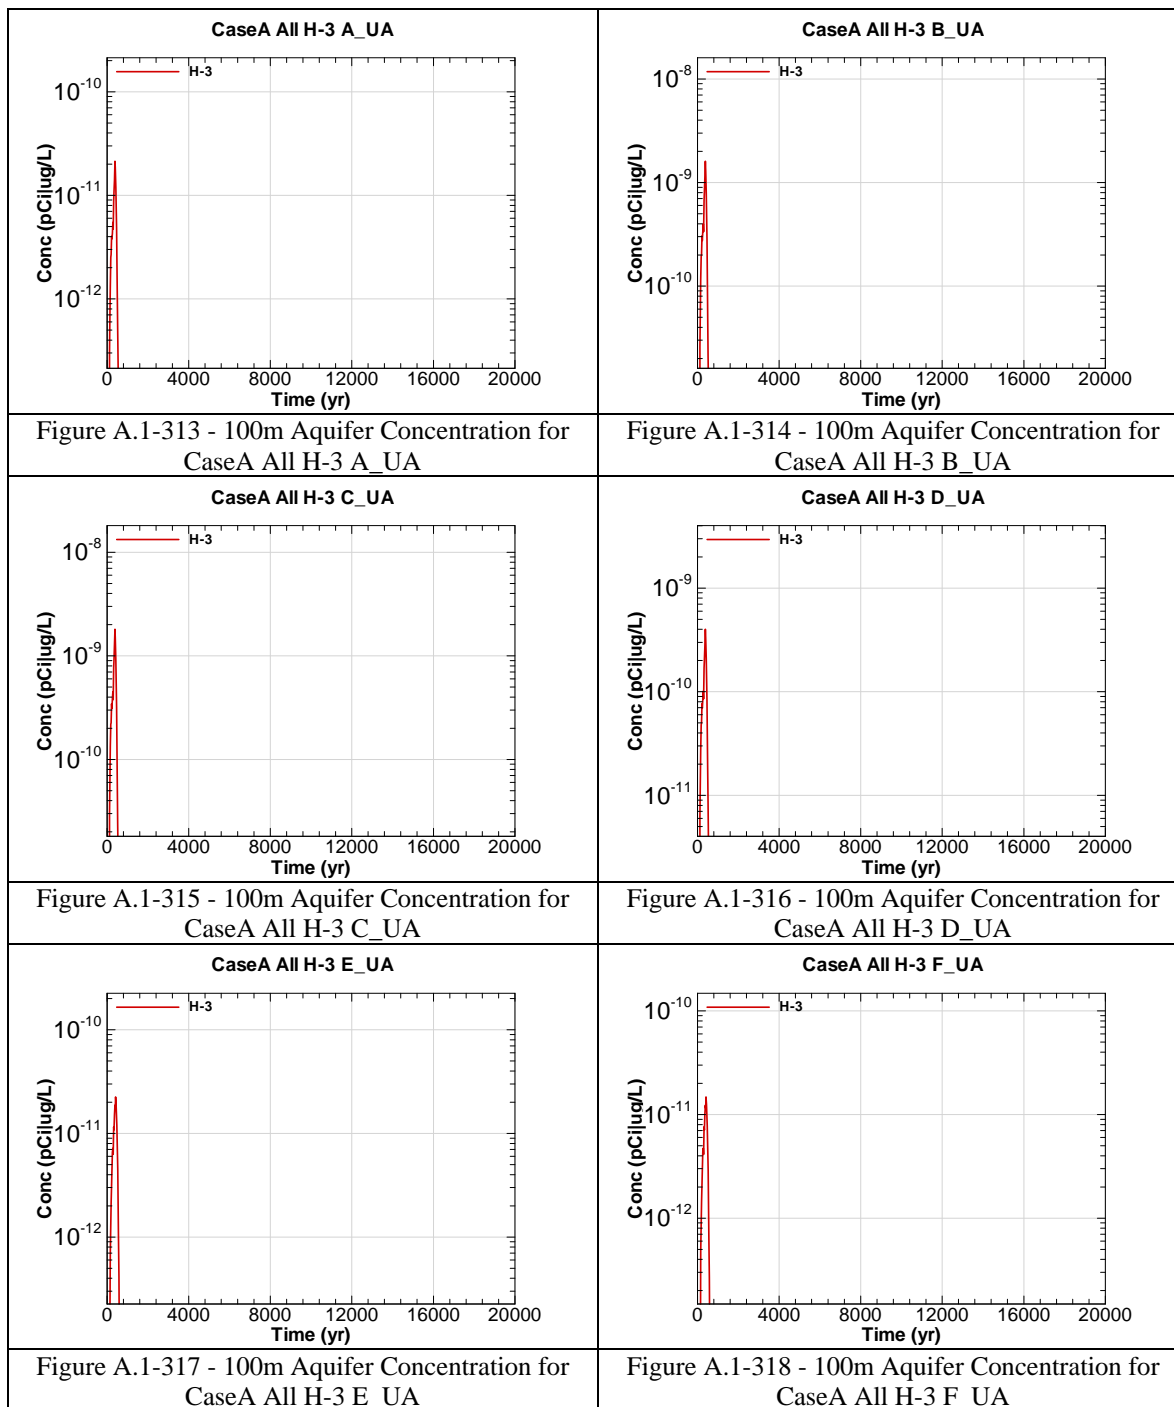 CaseA All H-3 A_UA
H-3
10-10
10-11
10-12
Conc (pCi|ug/L)
0 4000 8000 12000 16000 20000
Time (yr)
Figure A.1-313 - 100m Aquifer Concentration for
CaseA All H-3 A_UA
CaseA All H-3 B_UA
H-3
10-8
10-9
10-10
Conc (pCi|ug/L)
0 4000 8000 12000 16000 20000
Time (yr)
Figure A.1-314 - 100m Aquifer Concentration for
CaseA All H-3 B_UA
CaseA All H-3 C_UA
H-3
10-8
10-9
10-10
Conc (pCi|ug/L)
0 4000 8000 12000 16000 20000
Time (yr)
Figure A.1-315 - 100m Aquifer Concentration for
CaseA All H-3 C_UA
CaseA All H-3 D_UA
H-3
10-9
10-10
10-11
Conc (pCi|ug/L)
0 4000 8000 12000 16000 20000
Time (yr)
Figure A.1-316 - 100m Aquifer Concentration for
CaseA All H-3 D_UA
CaseA All H-3 E_UA
H-3
10-10
10-11
10-12
Conc (pCi|ug/L)
0 4000 8000 12000 16000 20000
Time (yr)
Figure A.1-317 - 100m Aquifer Concentration for
CaseA All H-3 E_UA
CaseA All H-3 F_UA
H-3
10-10
10-11
10-12
Conc (pCi|ug/L)
0 4000 8000 12000 16000 20000
Time (yr)
Figure A.1-318 - 100m Aquifer Concentration for
CaseA All H-3 F_UA